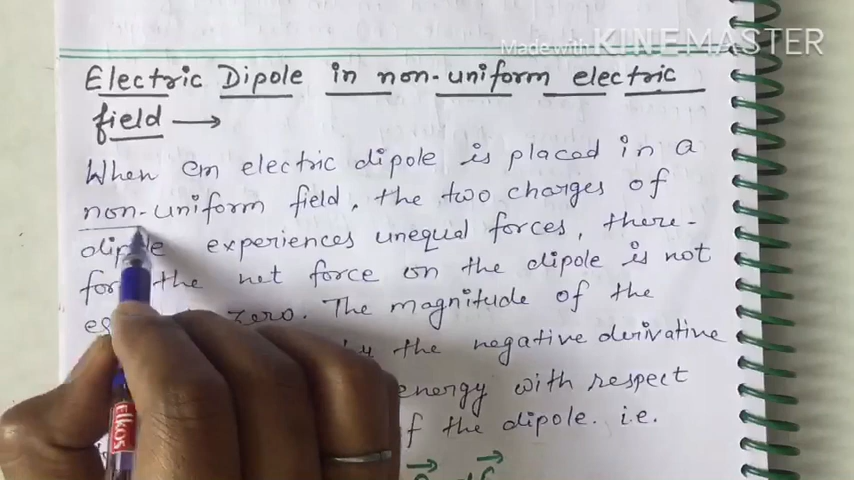 Made with KINEMASTER
Electric Dipole in non-uniform electric
field →
When an electric dipole is placed in a
non-uniform field, the two charges of
dipole experiences unequal forces, there-
the net force on the dipole is not
zero. The magnitude of the
the negative derivative
energy with respect
the dipole. i.e.
elkos